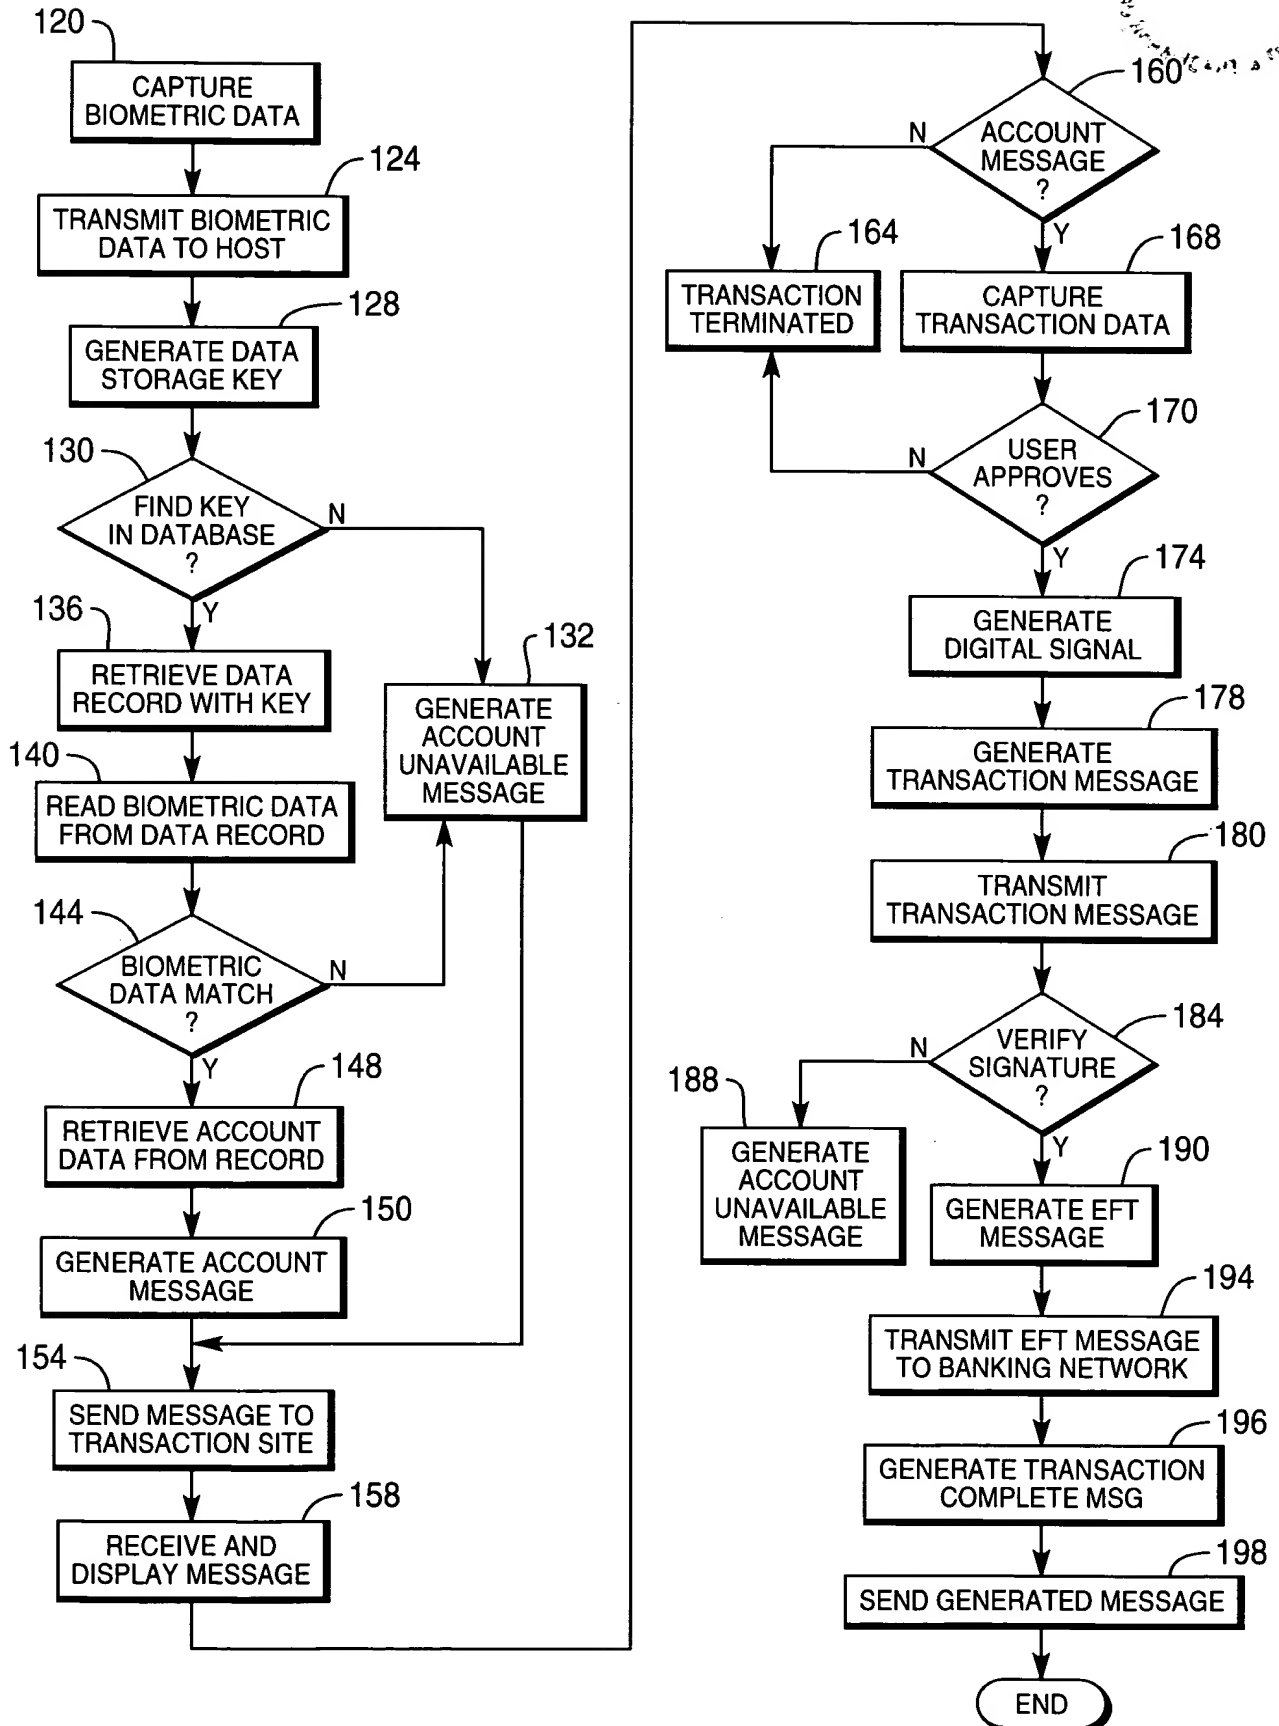 120
CAPTURE
BIOMETRIC DATA
124
TRANSMIT BIOMETRIC
DATA TO HOST
128
GENERATE DATA
STORAGE KEY
130
FIND KEY
IN DATABASE
?
N
Y
136
RETRIEVE DATA
RECORD WITH KEY
132
GENERATE
ACCOUNT
UNAVAILABLE
MESSAGE
140
READ BIOMETRIC DATA
FROM DATA RECORD
144
BIOMETRIC
DATA MATCH
?
N
Y
148
RETRIEVE ACCOUNT
DATA FROM RECORD
150
GENERATE ACCOUNT
MESSAGE
154
SEND MESSAGE TO
TRANSACTION SITE
158
RECEIVE AND
DISPLAY MESSAGE
160
ACCOUNT
MESSAGE
?
N
Y
164
TRANSACTION
TERMINATED
168
CAPTURE
TRANSACTION DATA
170
USER
APPROVES
?
N
Y
174
GENERATE
DIGITAL SIGNAL
178
GENERATE
TRANSACTION MESSAGE
180
TRANSMIT
TRANSACTION MESSAGE
184
VERIFY
SIGNATURE
?
N
Y
188
GENERATE
ACCOUNT
UNAVAILABLE
MESSAGE
190
GENERATE EFT
MESSAGE
194
TRANSMIT EFT MESSAGE
TO BANKING NETWORK
196
GENERATE TRANSACTION
COMPLETE MSG
198
SEND GENERATED MESSAGE
END